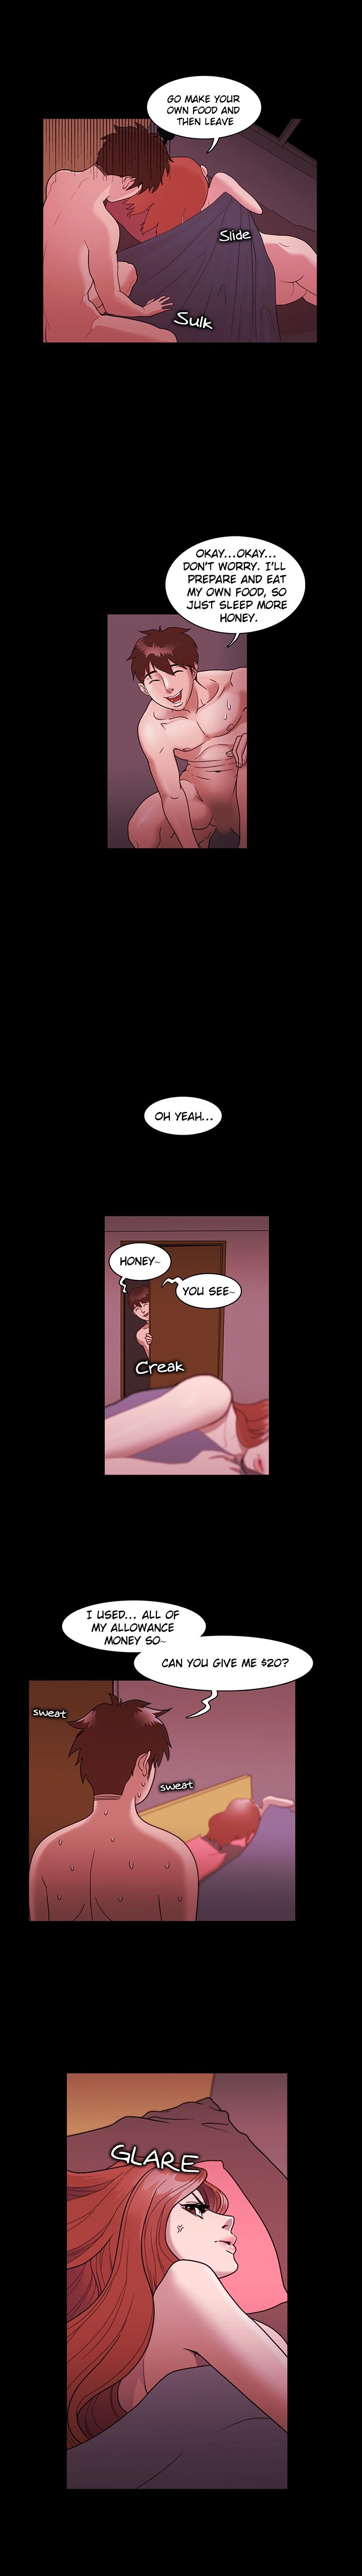 GO MAKE YOUR
OWN FOOD AND
THEN LEAVE
Slide
Sulk
OKAY...OKAY...
DON'T WORRY. I'LL
PREPARE AND EAT
MY OWN FOOD, SO
JUST SLEEP MORE
HONEY.
OH YEAH...
HONEY~
YOU SEE~
Creak
I USED... ALL OF
MY ALLOWANCE
MONEY SO~
CAN YOU GIVE ME $20?
sweat
sweat
GLARE